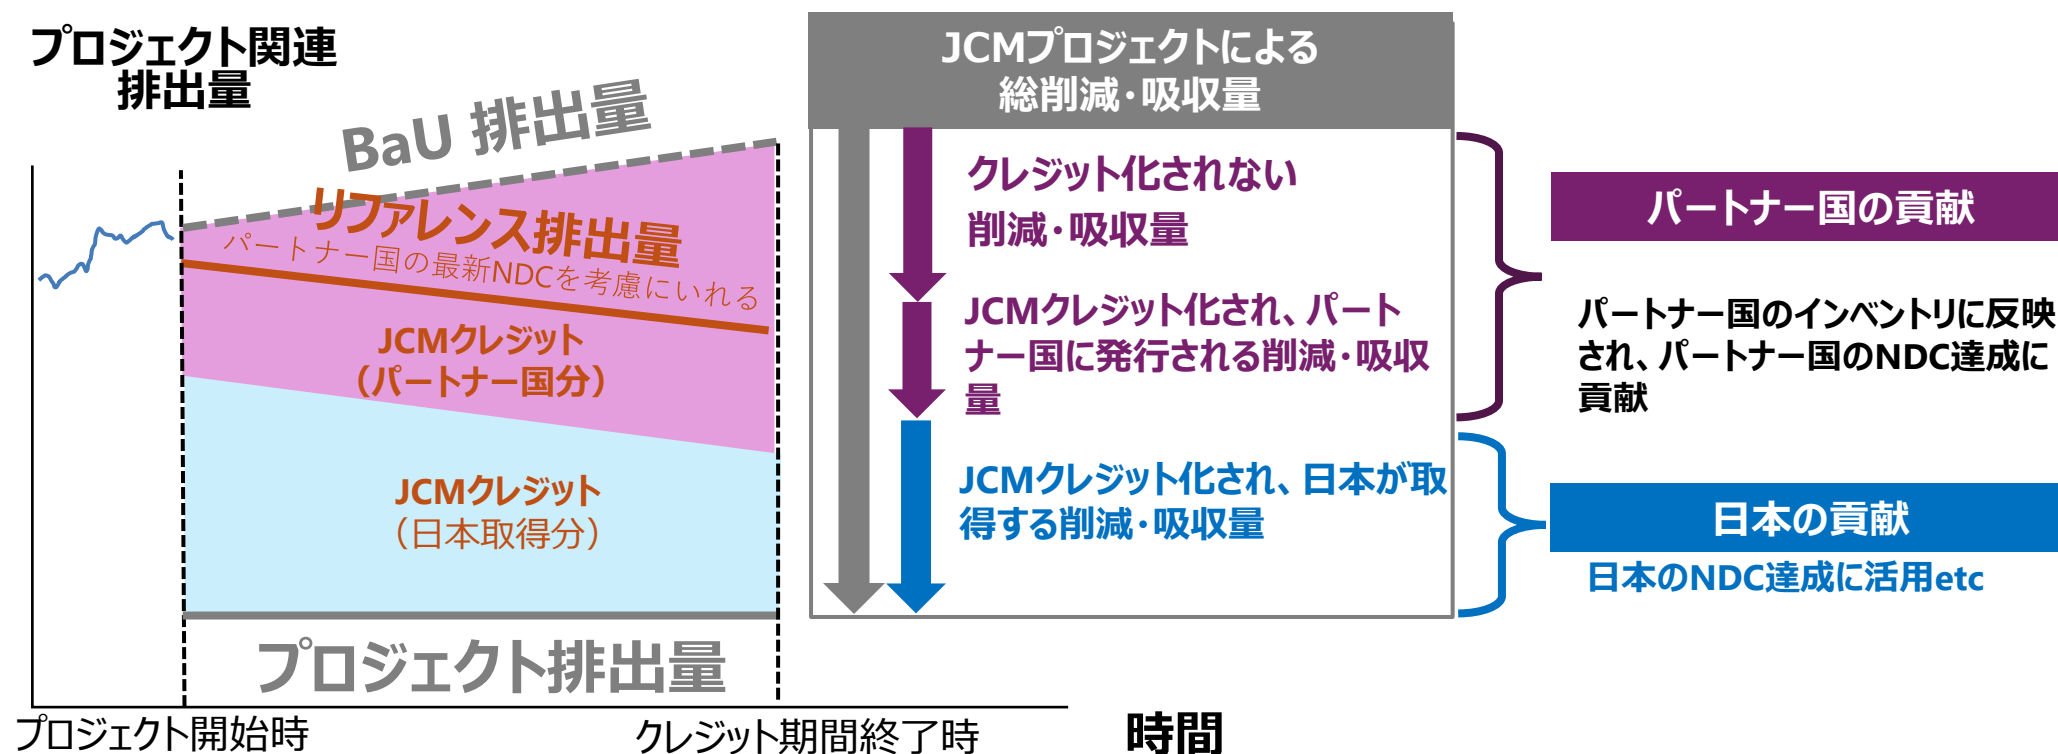 プロジェクト関連
排出量
BaU 排出量
リファレンス排出量
パートナー国の最新NDCを考慮にいれる
JCMクレジット
（パートナー国分）
JCMクレジット
（日本取得分）
プロジェクト排出量
プロジェクト開始時
クレジット期間終了時
時間
JCMプロジェクトによる
総削減・吸収量
クレジット化されない
削減・吸収量
JCMクレジット化され、パート
ナー国に発行される削減・吸収
量
JCMクレジット化され、日本が取
得する削減・吸収量
パートナー国の貢献
パートナー国のインベントリに反映
され、パートナー国のNDC達成に
貢献
日本の貢献
日本のNDC達成に活用etc